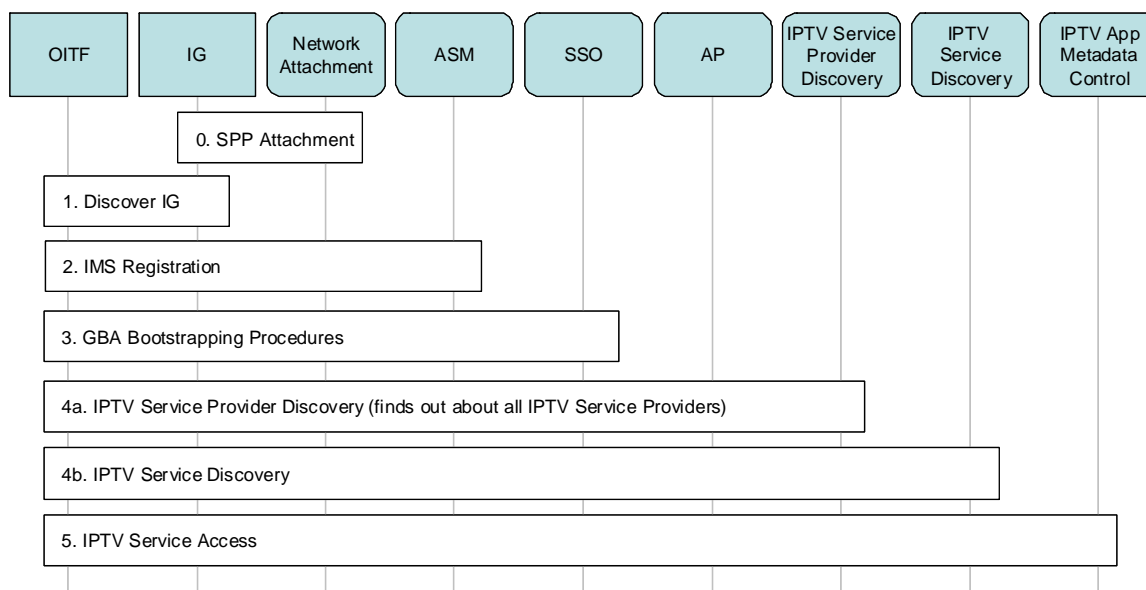 OITF
IG
Network
Attachment
ASM
SSO
AP
IPTV Service
Provider
Discovery
IPTV
Service
Discovery
IPTV App
Metadata
Control
0. SPP Attachment
1. Discover IG
2. IMS Registration
3. GBA Bootstrapping Procedures
4a. IPTV Service Provider Discovery (finds out about all IPTV Service Providers)
4b. IPTV Service Discovery
5. IPTV Service Access